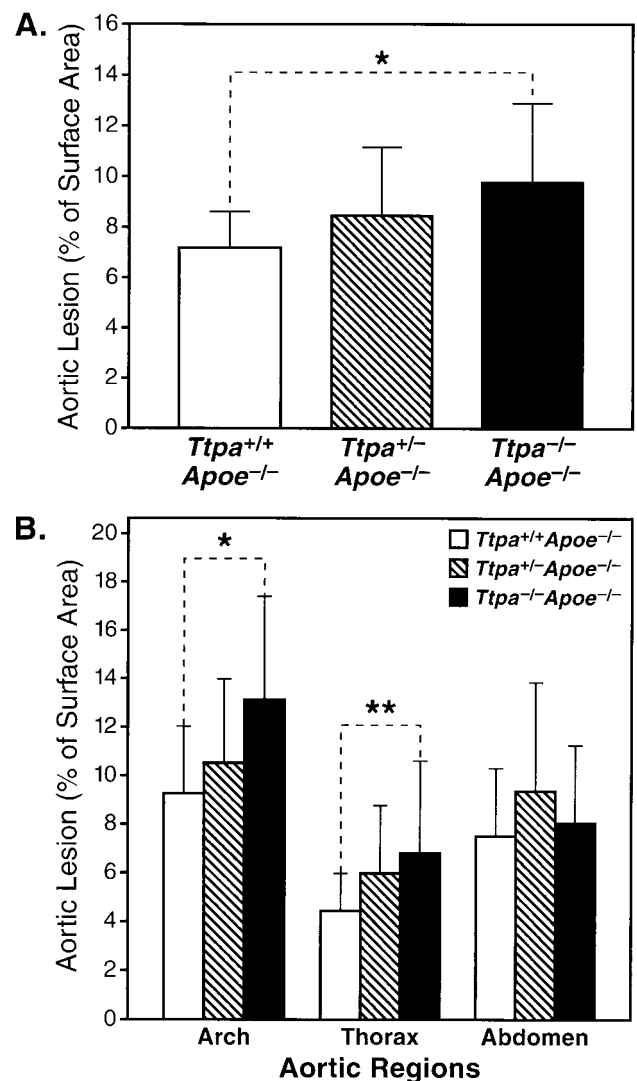 A.
Aortic Lesion (% of Surface Area)
16
14
12
10
8
6
4
2
0
*
Ttpa+/+ Ttpa+/− Ttpa−/−
Apoe−/− Apoe−/− Apoe−/−
B.
Aortic Lesion (% of Surface Area)
20
18
16
14
12
10
8
6
4
2
0
*
**
Ttpa+/+Apoe−/−
Ttpa+/−Apoe−/−
Ttpa−/−Apoe−/−
Arch Thorax Abdomen
Aortic Regions